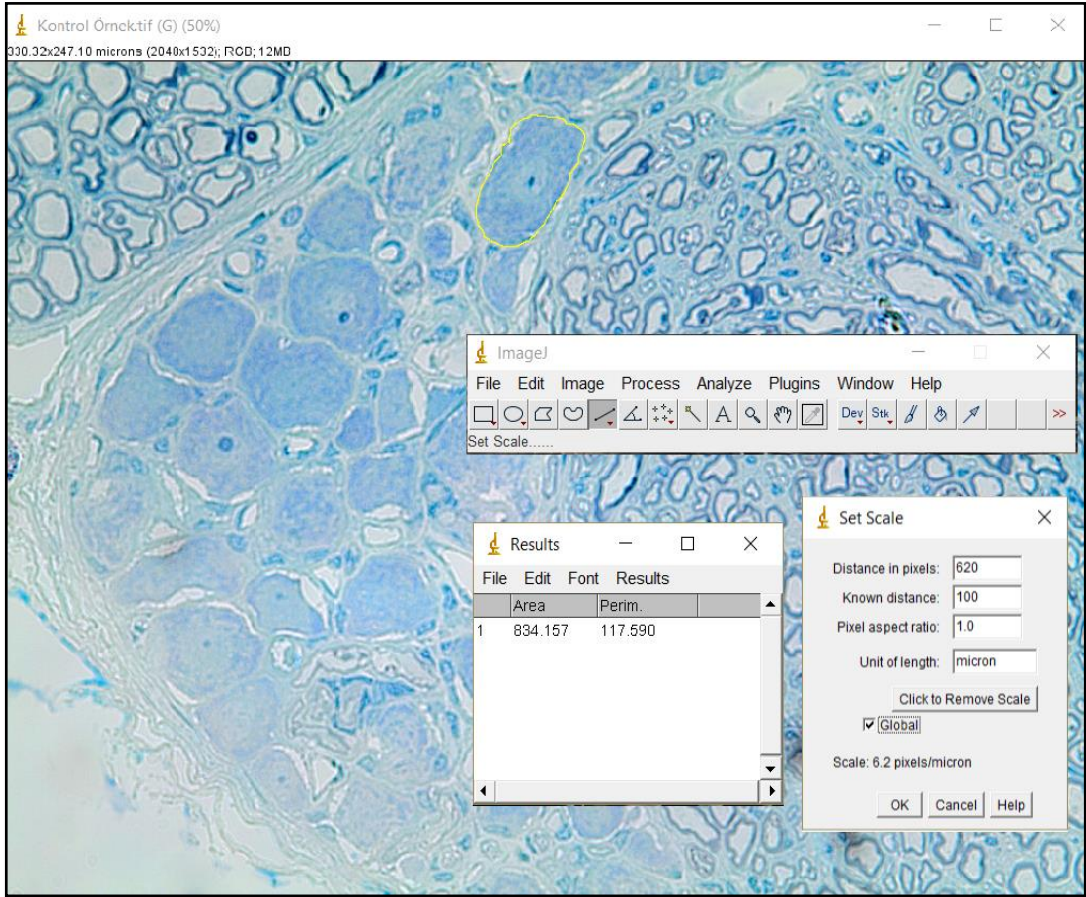 Kontrol Örnek.tif (G) (50%)
330.32x247.10 microns (2048x1532); RGB; 12MB
ImageJ
File Edit Image Process Analyze Plugins Window Help
A Dev Stk >>
Set Scale......
Results
File Edit Font Results
Area Perim.
1 834.157 117.590
Set Scale
Distance in pixels: 620
Known distance: 100
Pixel aspect ratio: 1.0
Unit of length: micron
Click to Remove Scale
Global
Scale: 6.2 pixels/micron
OK Cancel Help